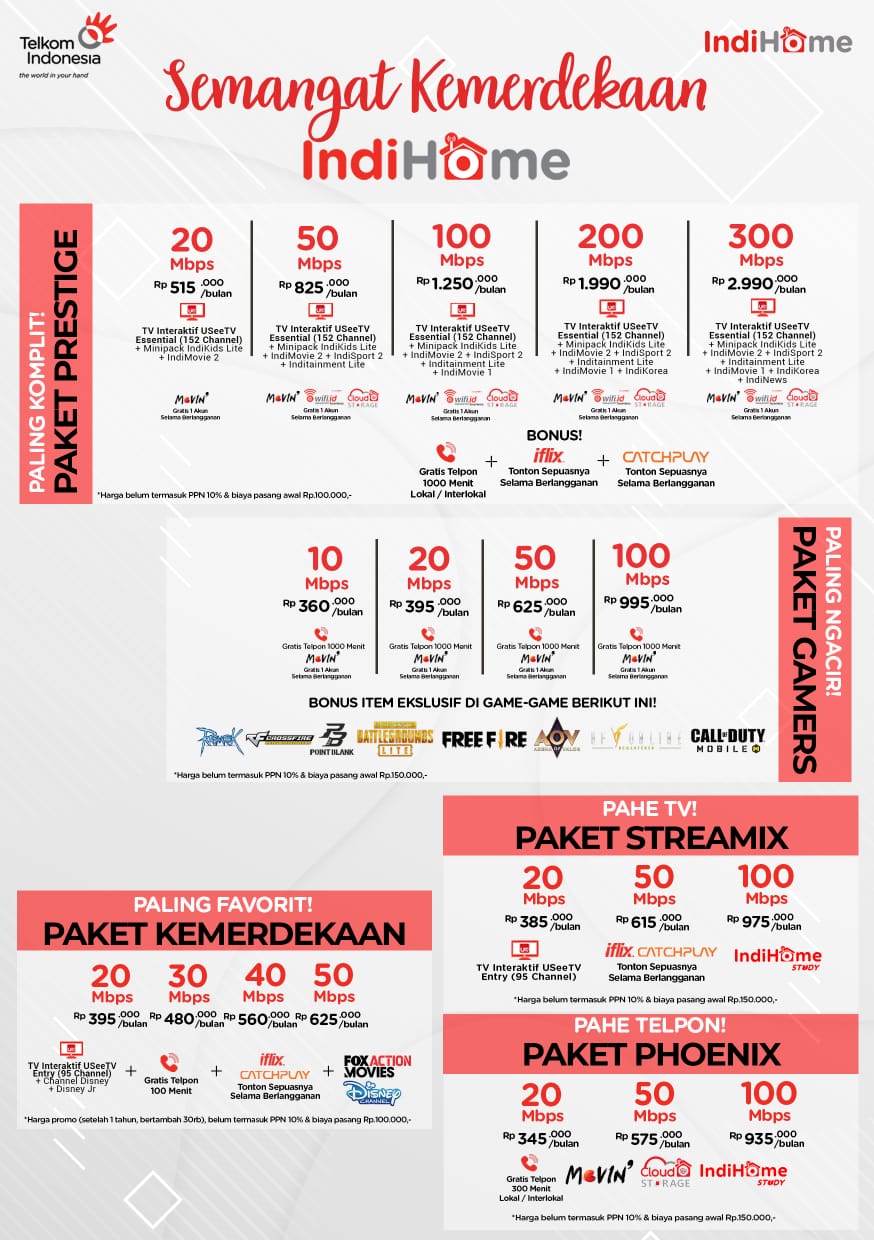 Telkom
Indonesia
the world in your hand
IndiHome
Semangat Kemerdekaan
IndiHome
PALING KOMPLIT!
PAKET PRESTIGE
20
Mbps
Rp 515 .000
/bulan
TV Interaktif USeeTV
Essential (152 Channel)
+ Minipack IndiKids Lite
+ IndiMovie 2
MOVIN'
Gratis 1 Akun
Selama Berlangganan
50
Mbps
Rp 825 .000
/bulan
TV Interaktif USeeTV
Essential (152 Channel)
+ Minipack IndiKids Lite
+ IndiMovie 2 + IndiSport 2
+ Inditainment Lite
MOVIN' wifi.id Cloud
STORAGE
Gratis 1 Akun
Selama Berlangganan
100
Mbps
Rp 1.250 .000
/bulan
TV Interaktif USeeTV
Essential (152 Channel)
+ Minipack IndiKids Lite
+ IndiMovie 2 + IndiSport 2
+ Inditainment Lite
+ IndiMovie 1
MOVIN' wifi.id Cloud
STORAGE
Gratis 1 Akun
Selama Berlangganan
200
Mbps
Rp 1.990 .000
/bulan
TV Interaktif USeeTV
Essential (152 Channel)
+ Minipack IndiKids Lite
+ IndiMovie 2 + IndiSport 2
+ Inditainment Lite
+ IndiMovie 1 + IndiKorea
MOVIN' wifi.id Cloud
STORAGE
Gratis 1 Akun
Selama Berlangganan
300
Mbps
Rp 2.990 .000
/bulan
TV Interaktif USeeTV
Essential (152 Channel)
+ Minipack IndiKids Lite
+ IndiMovie 2 + IndiSport 2
+ Inditainment Lite
+ IndiMovie 1 + IndiKorea
+ IndiNews
MOVIN' wifi.id Cloud
STORAGE
Gratis 1 Akun
Selama Berlangganan
BONUS!
Gratis Telpon
1000 Menit
Lokal / Interlokal
+
iflix
Tonton Sepuasnya
Selama Berlangganan
+
CATCHPLAY
Tonton Sepuasnya
Selama Berlangganan
*Harga belum termasuk PPN 10% & biaya pasang awal Rp.100.000,-
PALING NGACIR!
PAKET GAMERS
10
Mbps
Rp 360 .000
/bulan
Gratis Telpon 1000 Menit
MOVIN'
Gratis 1 Akun
Selama Berlangganan
20
Mbps
Rp 395 .000
/bulan
Gratis Telpon 1000 Menit
MOVIN'
Gratis 1 Akun
Selama Berlangganan
50
Mbps
Rp 625 .000
/bulan
Gratis Telpon 1000 Menit
MOVIN'
Gratis 1 Akun
Selama Berlangganan
100
Mbps
Rp 995 .000
/bulan
Gratis Telpon 1000 Menit
MOVIN'
Gratis 1 Akun
Selama Berlangganan
BONUS ITEM EKSLUSIF DI GAME-GAME BERIKUT INI!
CROSSFIRE
PB
POINT BLANK
BATTLEGROUNDS
LITE
FREE FIRE
AOV
ARENA OF VALOR
CALL OF DUTY
MOBILE
*Harga belum termasuk PPN 10% & biaya pasang awal Rp.150.000,-
PAHE TV!
PAKET STREAMIX
20
Mbps
Rp 385 .000
/bulan
50
Mbps
Rp 615 .000
/bulan
100
Mbps
Rp 975 .000
/bulan
TV Interaktif USeeTV
Entry (95 Channel)
iflix. CATCHPLAY
Tonton Sepuasnya
Selama Berlangganan
IndiHome
STUDY
*Harga belum termasuk PPN 10% & biaya pasang awal Rp.150.000,-
PALING FAVORIT!
PAKET KEMERDEKAAN
20
Mbps
Rp 395 .000
/bulan
30
Mbps
Rp 480 .000
/bulan
40
Mbps
Rp 560 .000
/bulan
50
Mbps
Rp 625 .000
/bulan
TV Interaktif USeeTV
Entry (95 Channel)
+ Channel Disney
+ Disney Jr
+
Gratis Telpon
100 Menit
+
iflix.
CATCHPLAY
Tonton Sepuasnya
Selama Berlangganan
+
FOX ACTION
MOVIES
Disney
CHANNEL
*Harga promo (setelah 1 tahun, bertambah 30rb), belum termasuk PPN 10% & biaya pasang Rp.100.000,-
PAHE TELPON!
PAKET PHOENIX
20
Mbps
Rp 345 .000
/bulan
50
Mbps
Rp 575 .000
/bulan
100
Mbps
Rp 935 .000
/bulan
Gratis Telpon
300 Menit
Lokal / Interlokal
MOVIN'
Cloud
STORAGE
IndiHome
STUDY
*Harga belum termasuk PPN 10% & biaya pasang awal Rp.150.000,-